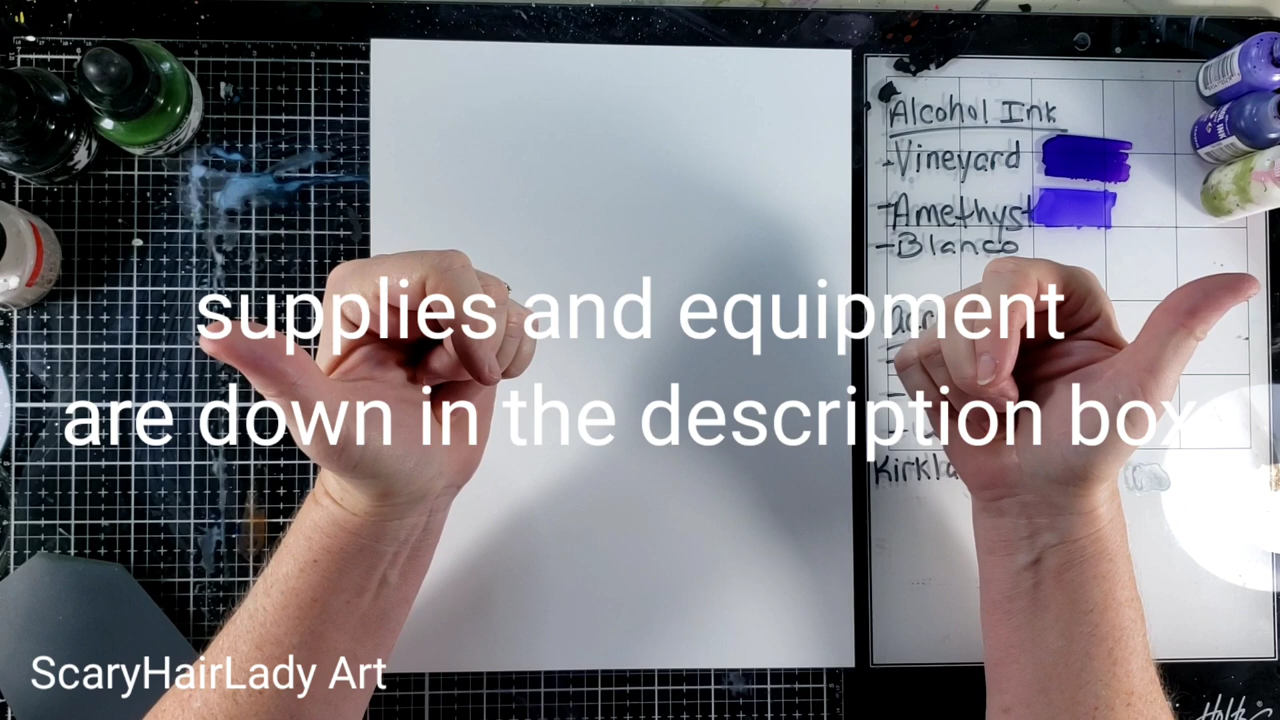 Alcohol Ink
-Vineyard
-Amethyst
-Blanco
supplies and equipment
are down in the description box
ScaryHairLady Art